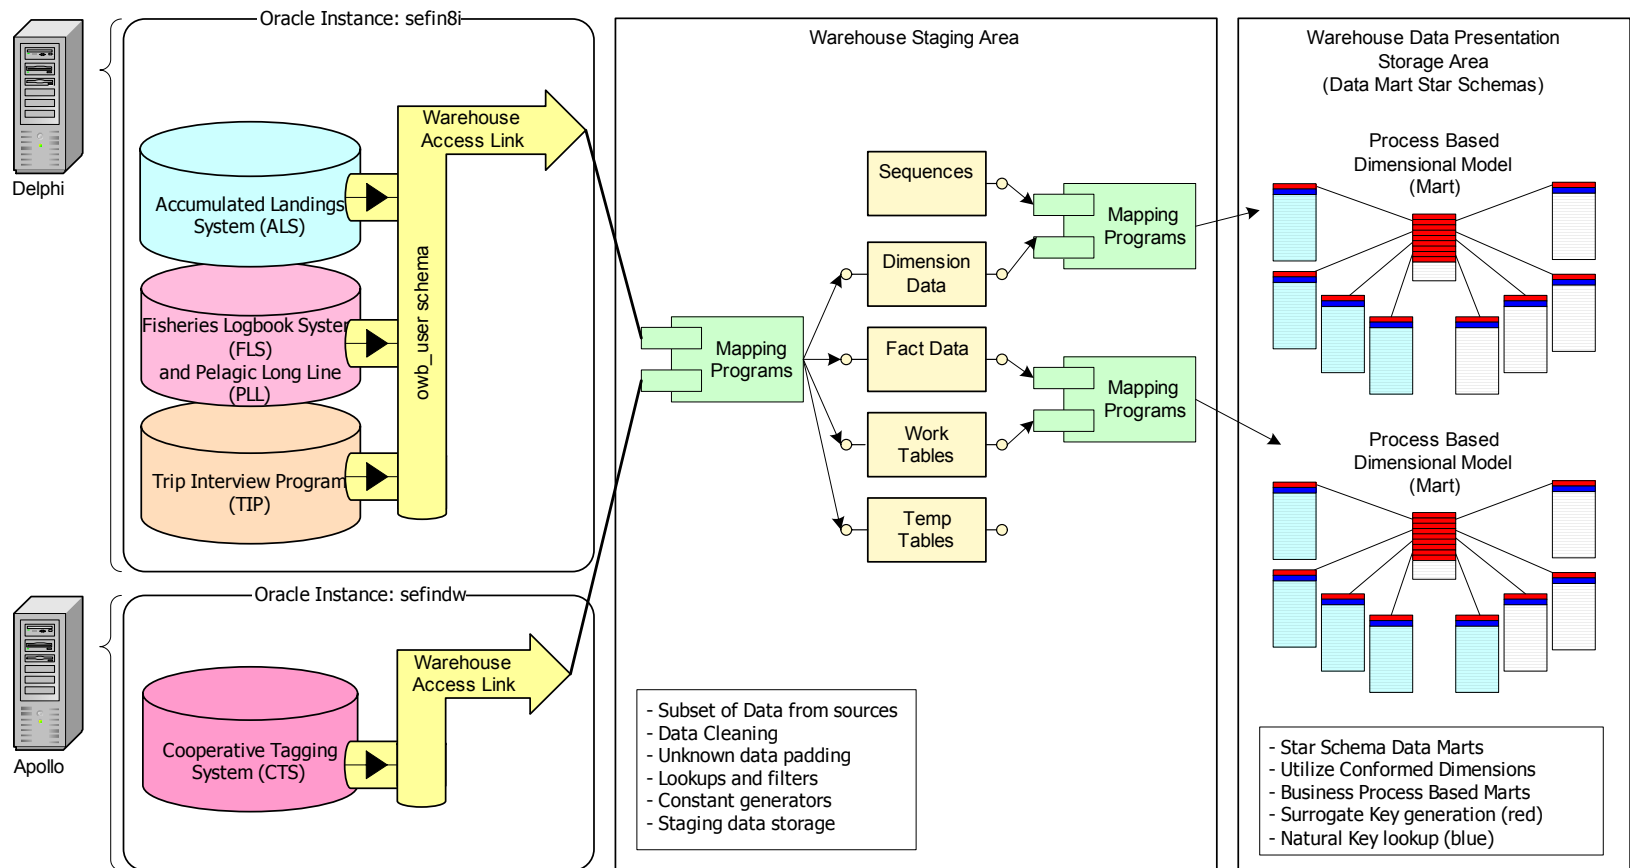 Oracle Instance: sefin8i
Delphi
Warehouse
Access Link
Accumulated Landings
System (ALS)
Fisheries Logbook System
(FLS)
and Pelagic Long Line
(PLL)
Trip Interview Program
(TIP)
owb_user schema
Oracle Instance: sefindw
Apollo
Warehouse
Access Link
Cooperative Tagging
System (CTS)
Warehouse Staging Area
Mapping
Programs
Sequences
Dimension
Data
Fact Data
Work
Tables
Temp
Tables
Mapping
Programs
Mapping
Programs
- Subset of Data from sources
- Data Cleaning
- Unknown data padding
- Lookups and filters
- Constant generators
- Staging data storage
Warehouse Data Presentation
Storage Area
(Data Mart Star Schemas)
Process Based
Dimensional Model
(Mart)
Process Based
Dimensional Model
(Mart)
- Star Schema Data Marts
- Utilize Conformed Dimensions
- Business Process Based Marts
- Surrogate Key generation (red)
- Natural Key lookup (blue)